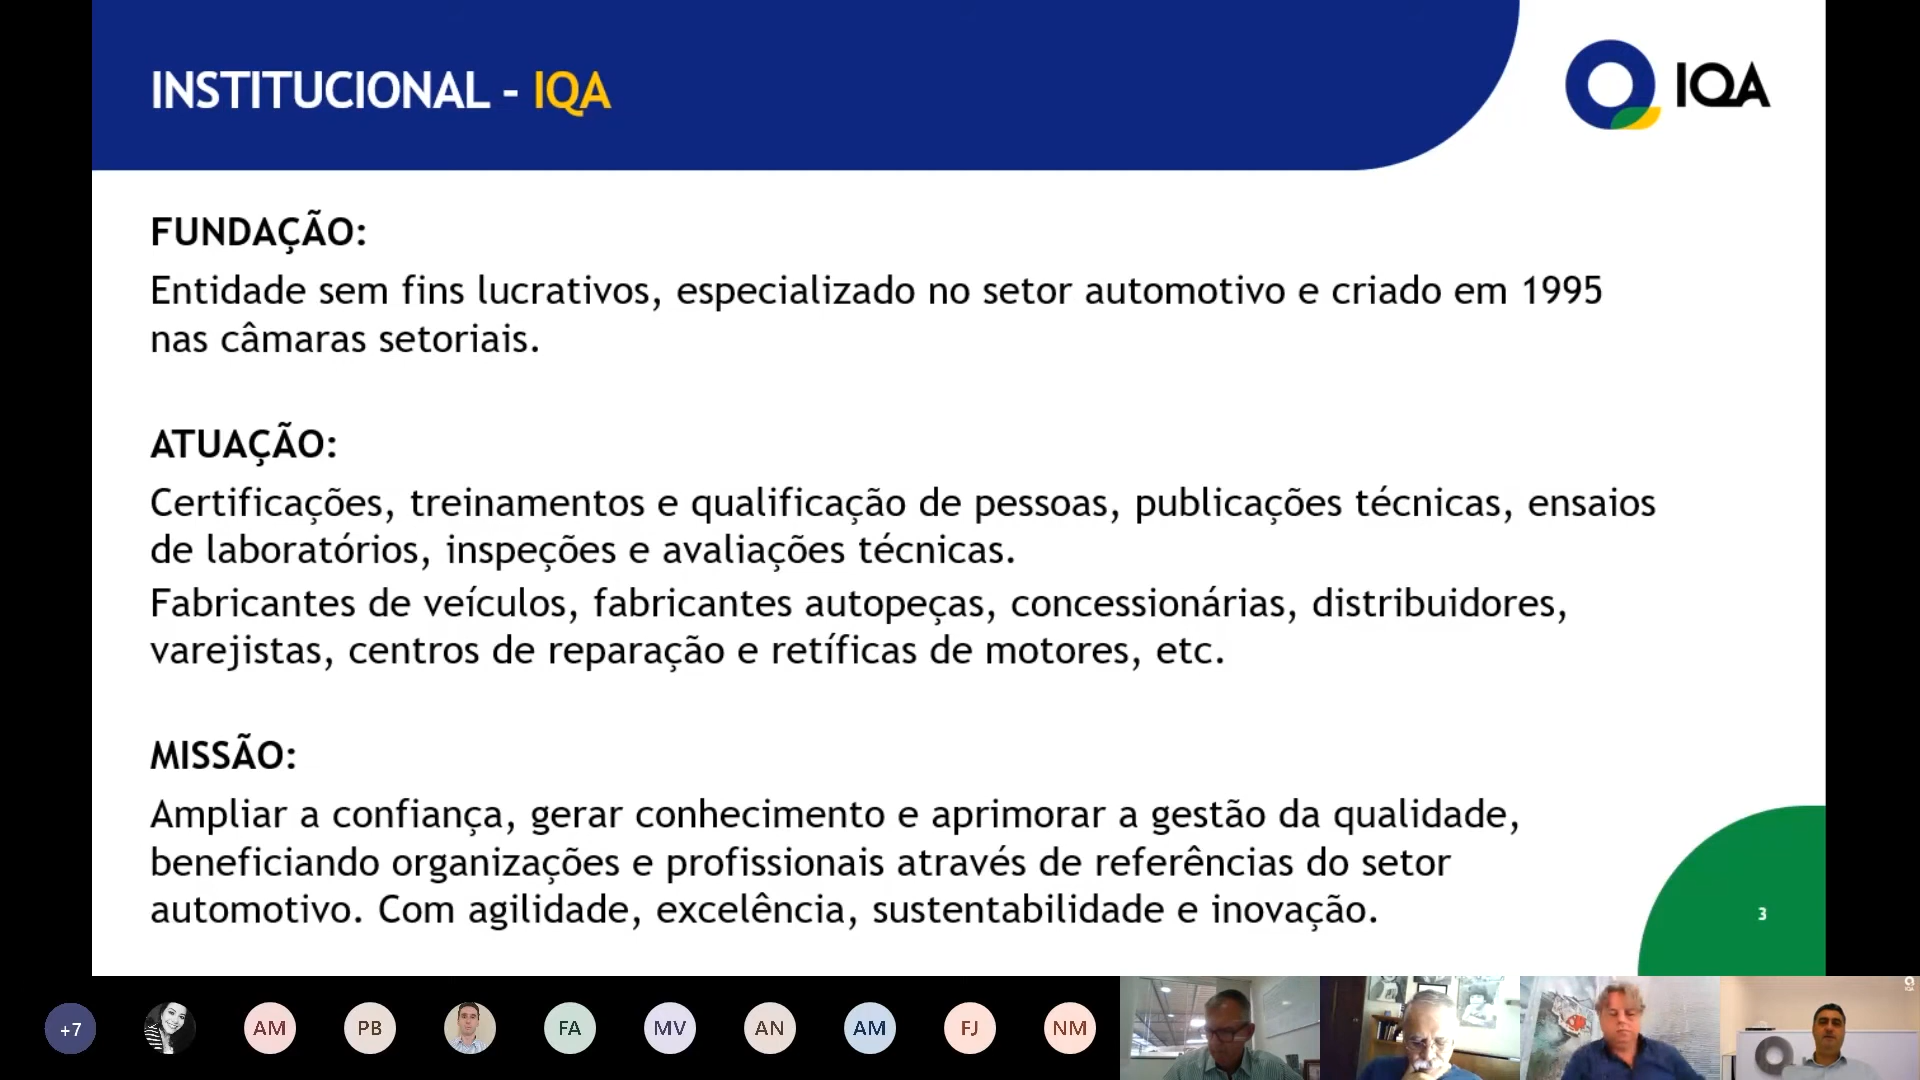 INSTITUCIONAL - IQA
IQA
FUNDAÇÃO:
Entidade sem fins lucrativos, especializado no setor automotivo e criado em 1995
nas câmaras setoriais.
ATUAÇÃO:
Certificações, treinamentos e qualificação de pessoas, publicações técnicas, ensaios
de laboratórios, inspeções e avaliações técnicas.
Fabricantes de veículos, fabricantes autopeças, concessionárias, distribuidores,
varejistas, centros de reparação e retíficas de motores, etc.
MISSÃO:
Ampliar a confiança, gerar conhecimento e aprimorar a gestão da qualidade,
beneficiando organizações e profissionais através de referências do setor
automotivo. Com agilidade, excelência, sustentabilidade e inovação.
3
+7 AM PB FA MV AN AM FJ NM